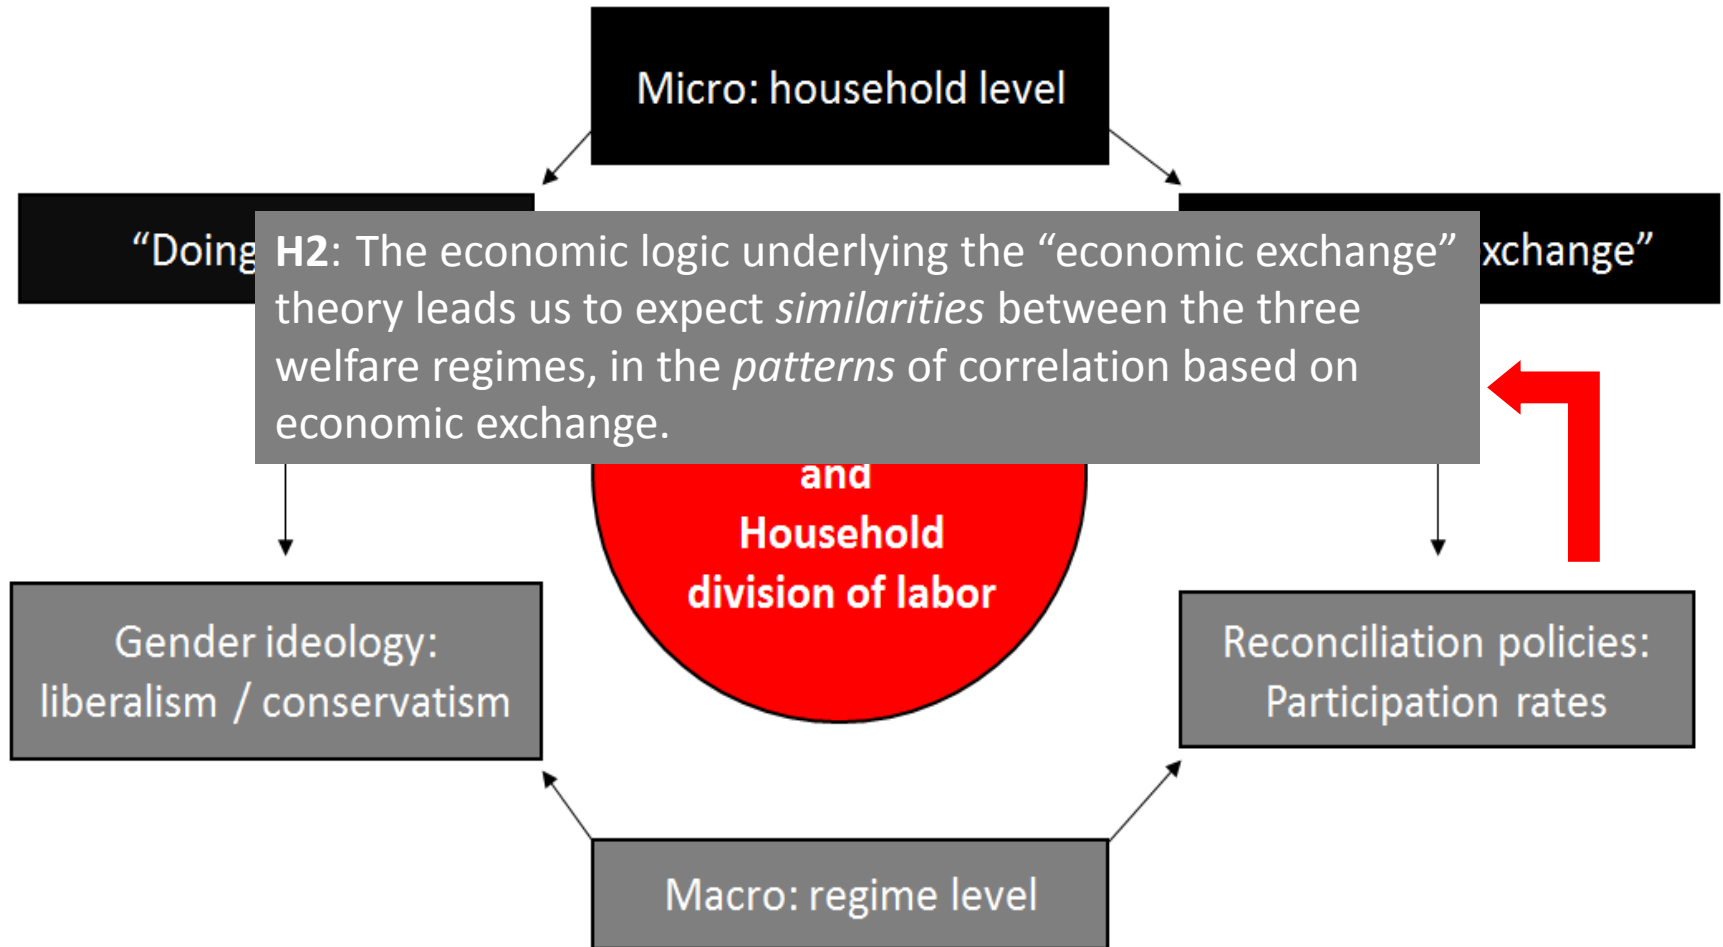 Micro: household level
“Doing
xchange”
H2: The economic logic underlying the “economic exchange”
theory leads us to expect similarities between the three
welfare regimes, in the patterns of correlation based on
economic exchange.
and
Household
division of labor
Gender ideology:
liberalism / conservatism
Reconciliation policies:
Participation rates
Macro: regime level